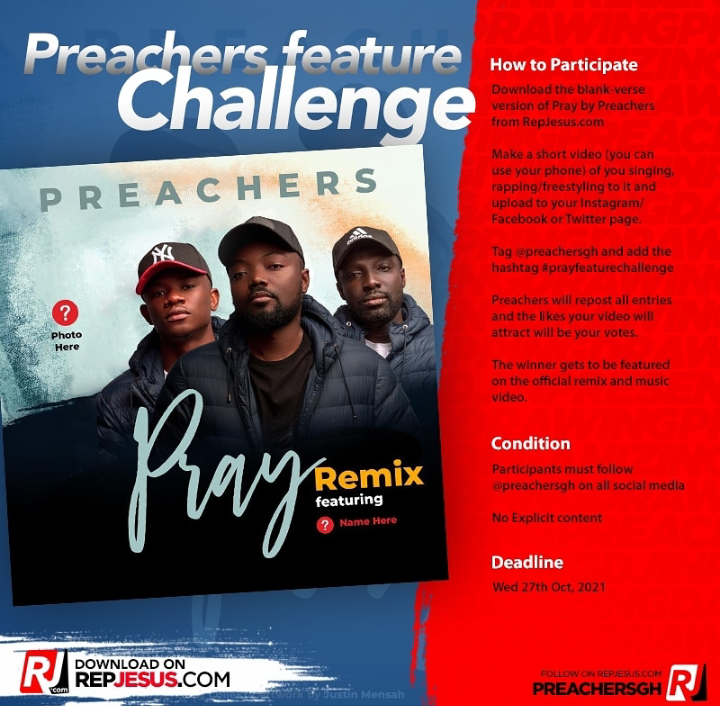 Preachers feature
Challenge
PREACHERS
NY
adidas
?
Photo
Here
Pray
Remix
featuring
? Name Here
How to Participate
Download the blank-verse
version of Pray by Preachers
from RepJesus.com
Make a short video (you can
use your phone) of you singing,
rapping/freestyling to it and
upload to your Instagram/
Facebook or Twitter page.
Tag @preachersgh and add the
hashtag #prayfeaturechallenge
Preachers will repost all entries
and the likes your video will
attract will be your votes.
The winner gets to be featured
on the official remix and music
video.
Condition
Participants must follow
@preachersgh on all social media
No Explicit content
Deadline
Wed 27th Oct, 2021
RJ
.com
DOWNLOAD ON
REPJESUS.COM
by Justin Mensah
FOLLOW ON REPJESUS.COM
PREACHERSGH
RJ